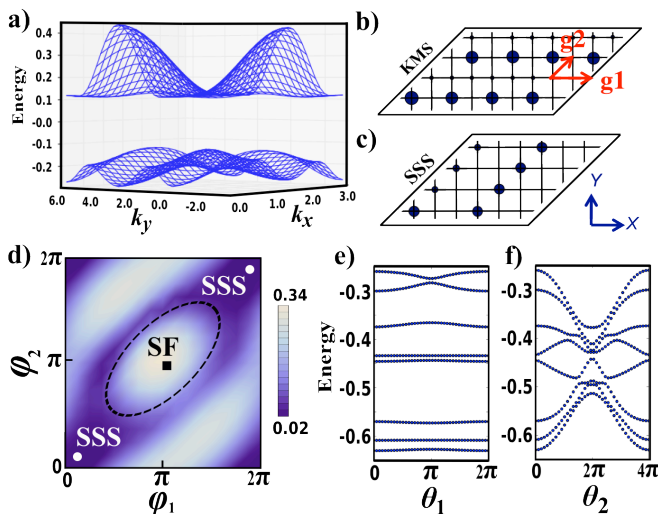 a)
0.4
0.3
0.2
0.1
-0.1
-0.2
Energy
6.0 4.0 2.0 -2.0 0.0
k_y
0.0 1.0 2.0 3.0
k_x
b)
KMS
g2
g1
c)
SSS
Y
X
d)
2π
π
0
φ2
SSS
SF
SSS
0 π 2π
φ1
0.34
0.02
e)
Energy
-0.3
-0.4
-0.5
-0.6
0 π 2π
θ1
f)
-0.3
-0.4
-0.5
-0.6
0 2π 4π
θ2